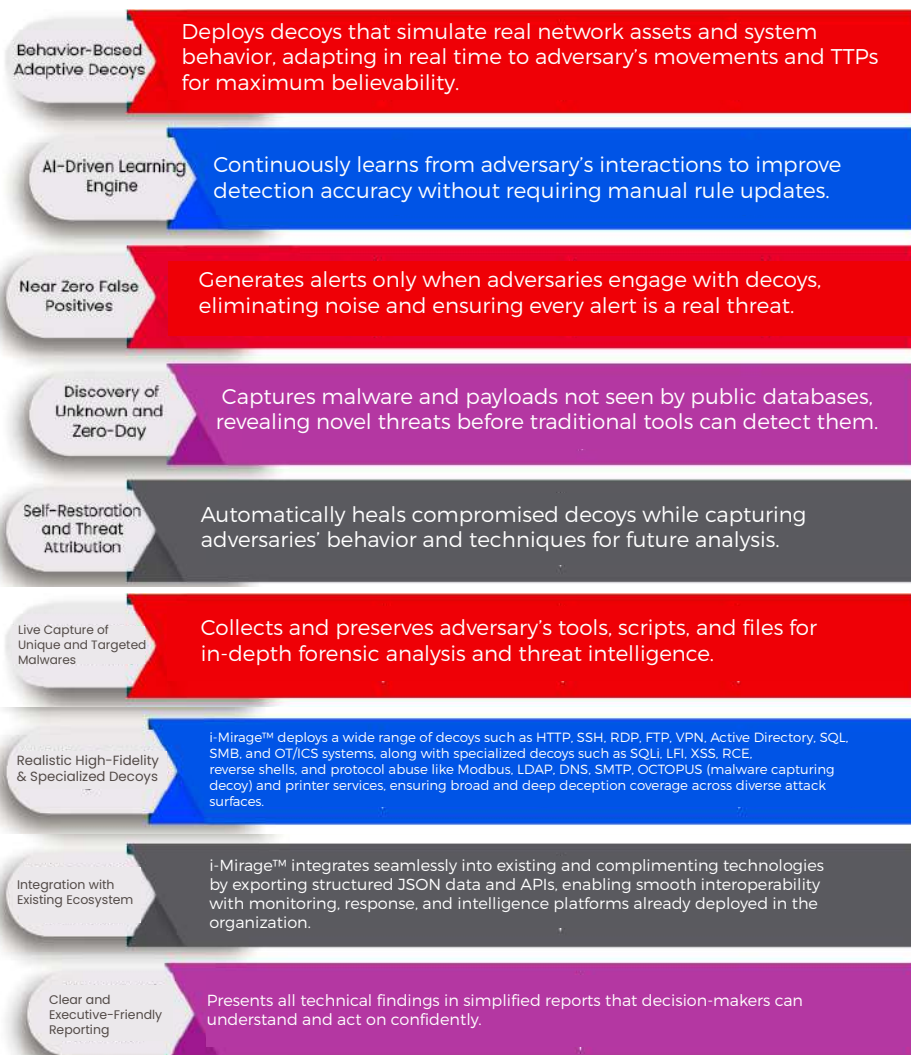 Behavior-Based
Adaptive Decoys
Deploys decoys that simulate real network assets and system
behavior, adapting in real time to adversary's movements and TTPs
for maximum believability.
AI-Driven Learning
Engine
Continuously learns from adversary's interactions to improve
detection accuracy without requiring manual rule updates.
Near Zero False
Positives
Generates alerts only when adversaries engage with decoys,
eliminating noise and ensuring every alert is a real threat.
Discovery of
Unknown and
Zero-Day
Captures malware and payloads not seen by public databases,
revealing novel threats before traditional tools can detect them.
Self-Restoration
and Threat
Attribution
Automatically heals compromised decoys while capturing
adversaries' behavior and techniques for future analysis.
Live Capture of
Unique and Targeted
Malwares
Collects and preserves adversary's tools, scripts, and files for
in-depth forensic analysis and threat intelligence.
Realistic High-Fidelity
& Specialized Decoys
i-Mirage™ deploys a wide range of decoys such as HTTP, SSH, RDP, FTP, VPN, Active Directory, SQL,
SMB, and OT/ICS systems, along with specialized decoys such as SQLi, LFI, XSS, RCE,
reverse shells, and protocol abuse like Modbus, LDAP, DNS, SMTP, OCTOPUS (malware capturing
decoy) and printer services, ensuring broad and deep deception coverage across diverse attack
surfaces.
Integration with
Existing Ecosystem
i-Mirage™ integrates seamlessly into existing and complimenting technologies
by exporting structured JSON data and APIs, enabling smooth interoperability
with monitoring, response, and intelligence platforms already deployed in the
organization.
Clear and
Executive-Friendly
Reporting
Presents all technical findings in simplified reports that decision-makers can
understand and act on confidently.